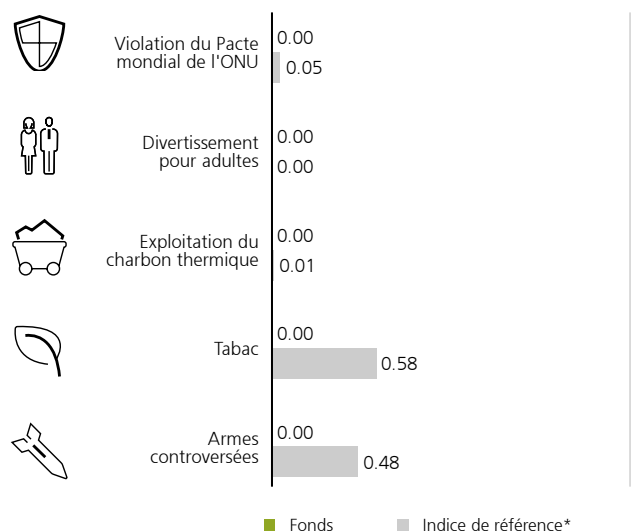 Violation du Pacte
mondial de l'ONU
0.00
0.05
Divertissement
pour adultes
0.00
0.00
Exploitation du
charbon thermique
0.00
0.01
Tabac
0.00
0.58
Armes
controversées
0.00
0.48
Fonds
Indice de référence*